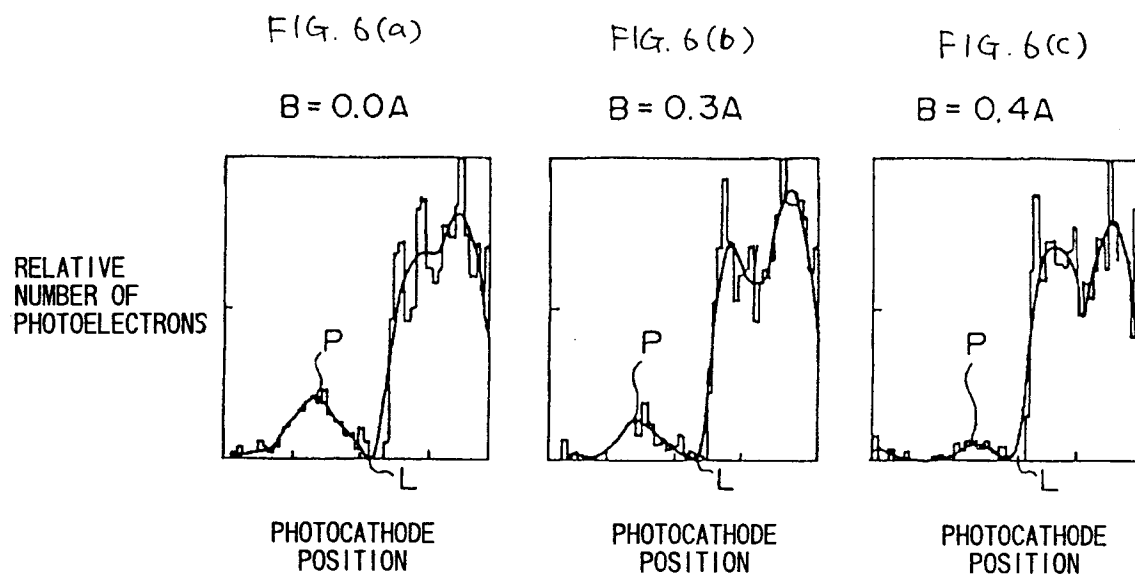 FIG. 6(a)
FIG. 6(b)
FIG. 6(c)
B = 0.0A
B = 0.3A
B = 0.4A
RELATIVE
NUMBER OF
PHOTOELECTRONS
P
P
P
L
L
L
PHOTOCATHODE
POSITION
PHOTOCATHODE
POSITION
PHOTOCATHODE
POSITION